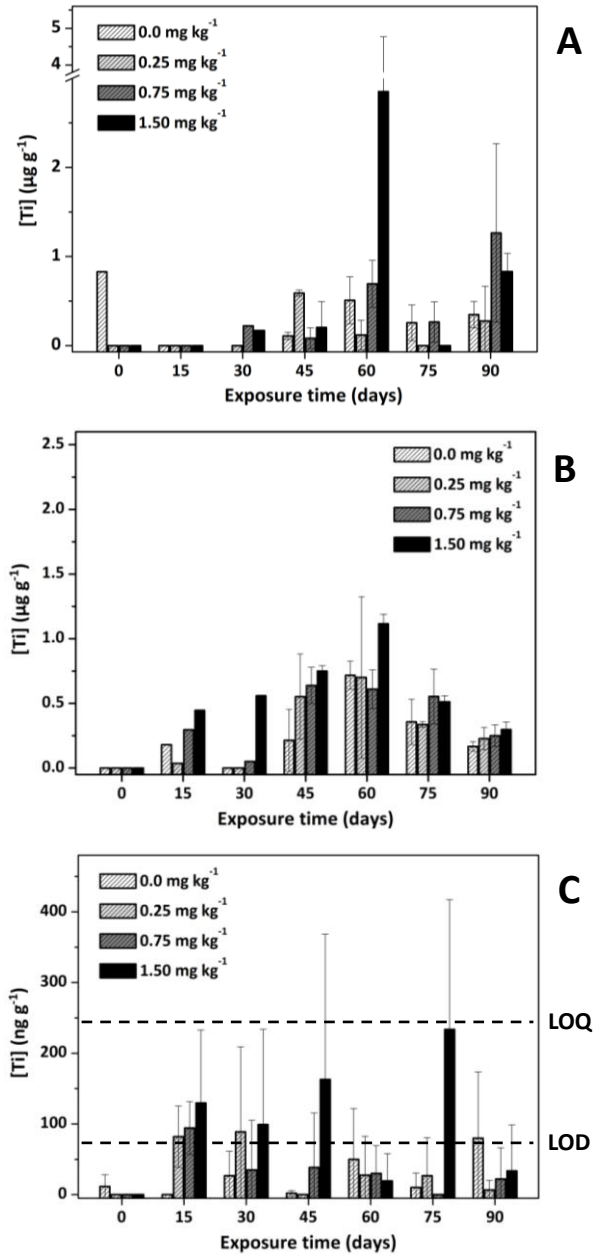 A
0.0 mg kg⁻¹
0.25 mg kg⁻¹
0.75 mg kg⁻¹
1.50 mg kg⁻¹
5
4
2
1
0
[Ti] (µg g⁻¹)
0 15 30 45 60 75 90
Exposure time (days)
B
0.0 mg kg⁻¹
0.25 mg kg⁻¹
0.75 mg kg⁻¹
1.50 mg kg⁻¹
2.5
2.0
1.5
1.0
0.5
0.0
[Ti] (µg g⁻¹)
0 15 30 45 60 75 90
Exposure time (days)
C
0.0 mg kg⁻¹
0.25 mg kg⁻¹
0.75 mg kg⁻¹
1.50 mg kg⁻¹
400
300
200
100
0
[Ti] (ng g⁻¹)
LOQ
LOD
0 15 30 45 60 75 90
Exposure time (days)